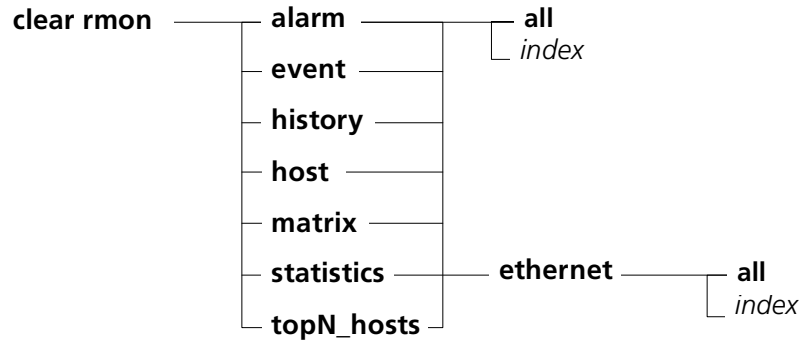 clear rmon alarm all
index
event
history
host
matrix
statistics ethernet all
index
topN_hosts